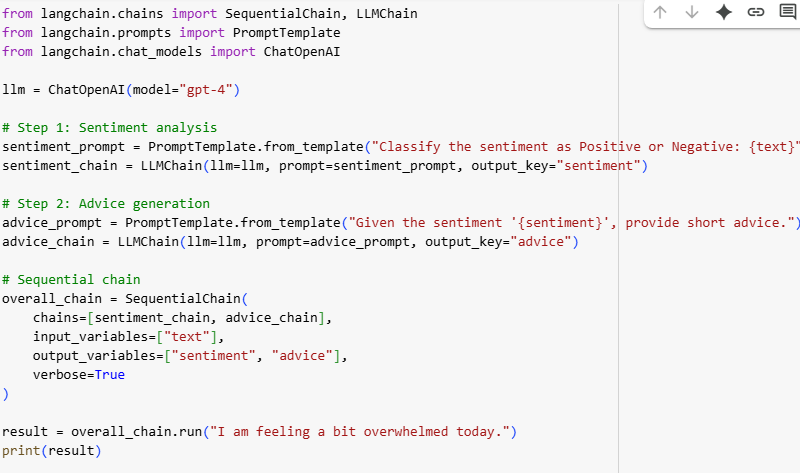 from langchain.chains import SequentialChain, LLMChain
from langchain.prompts import PromptTemplate
from langchain.chat_models import ChatOpenAI

llm = ChatOpenAI(model="gpt-4")

# Step 1: Sentiment analysis
sentiment_prompt = PromptTemplate.from_template("Classify the sentiment as Positive or Negative: {text}"
sentiment_chain = LLMChain(llm=llm, prompt=sentiment_prompt, output_key="sentiment")

# Step 2: Advice generation
advice_prompt = PromptTemplate.from_template("Given the sentiment '{sentiment}', provide short advice.")
advice_chain = LLMChain(llm=llm, prompt=advice_prompt, output_key="advice")

# Sequential chain
overall_chain = SequentialChain(
    chains=[sentiment_chain, advice_chain],
    input_variables=["text"],
    output_variables=["sentiment", "advice"],
    verbose=True
)

result = overall_chain.run("I am feeling a bit overwhelmed today.")
print(result)